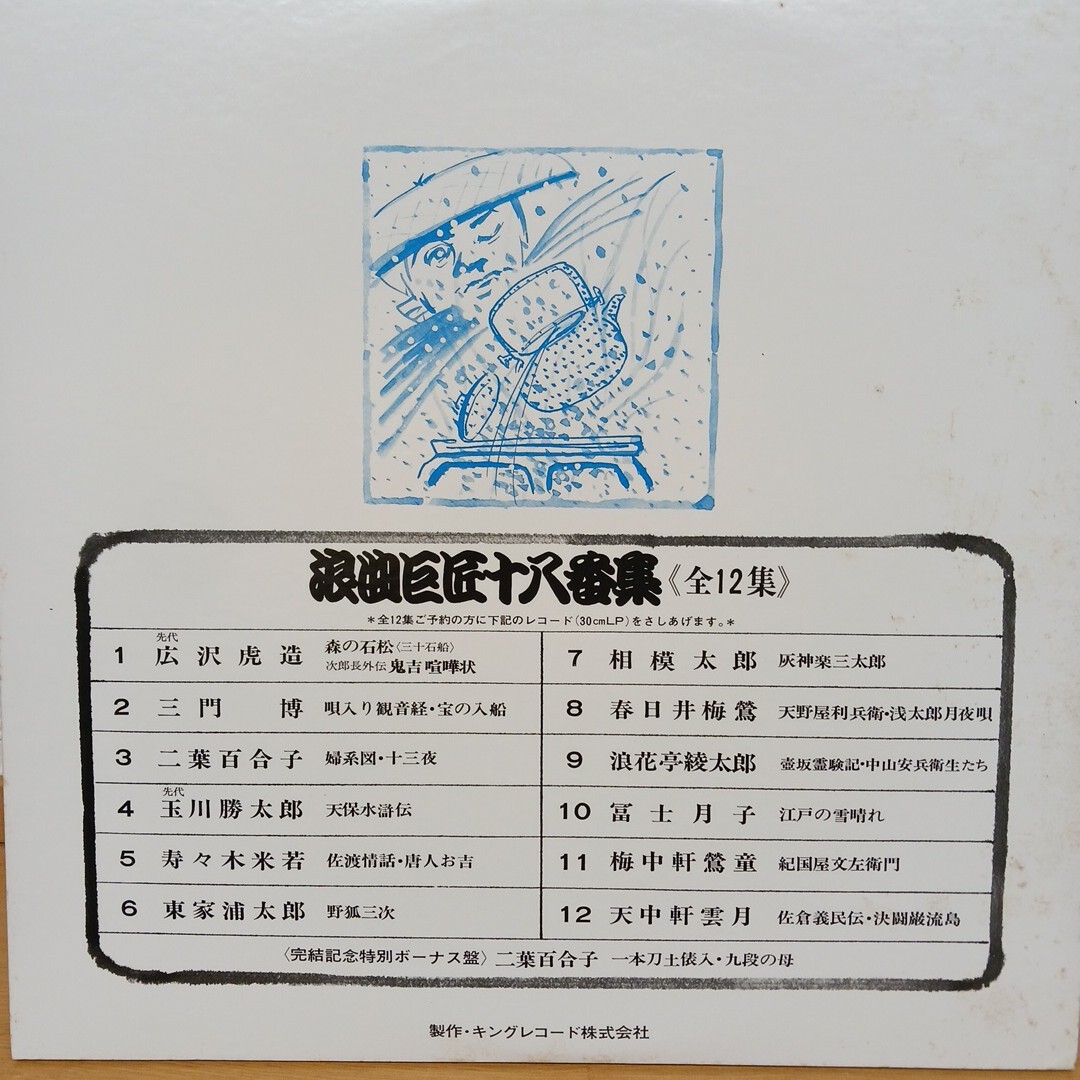 浪曲巨匠十八番集《全12集》
*全12集ご予約の方に下記のレコード(30cmLP)をさしあげます。*
先代
1 広沢虎造 森の石松〈三十石船〉
次郎長外伝 鬼吉喧嘩状
2 三門 博 唄入り観音経・宝の入船
3 二葉百合子 婦系図・十三夜
先代
4 玉川勝太郎 天保水滸伝
5 寿々木米若 佐渡情話・唐人お吉
6 東家浦太郎 野狐三次
7 相模太郎 灰神楽三太郎
8 春日井梅鶯 天野屋利兵衛・浅太郎月夜唄
9 浪花亭綾太郎 壺坂霊験記・中山安兵衛生たち
10 冨士月子 江戸の雪晴れ
11 梅中軒鶯童 紀国屋文左衛門
12 天中軒雲月 佐倉義民伝・決闘巌流島
〈完結記念特別ボーナス盤〉二葉百合子 一本刀土俵入・九段の母
製作・キングレコード株式会社